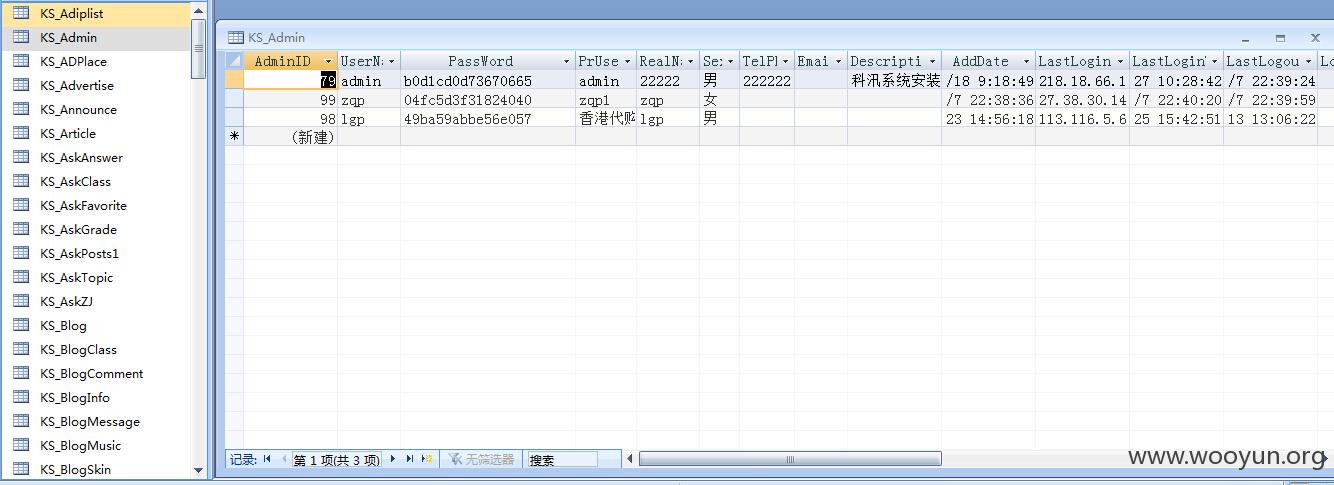 KS_Adiplist
KS_Admin
KS_ADPlace
KS_Advertise
KS_Announce
KS_Article
KS_AskAnswer
KS_AskClass
KS_AskFavorite
KS_AskGrade
KS_AskPosts1
KS_AskTopic
KS_AskZJ
KS_Blog
KS_BlogClass
KS_BlogComment
KS_BlogInfo
KS_BlogMessage
KS_BlogMusic
KS_BlogSkin
KS_Admin
AdminID UserNa PassWord PrUse RealNa Sex TelPh Emai Descripti AddDate LastLogin LastLoginT LastLogou Lo
79 admin b0d1cd0d73670665 admin 22222 男 222222 科汛系统安装 /18 9:18:49 218.18.66.1 27 10:28:42 /7 22:39:24
99 zqp 04fc5d3f31824040 zqp1 zqp 女 /7 22:38:36 27.38.30.14 /7 22:40:20 /7 22:39:59
98 lgp 49ba59abbe56e057 香港代购 lgp 男 23 14:56:18 113.116.5.6 25 15:42:51 13 13:06:22
(新建)
记录: 第 1 项(共 3 项) 无筛选器 搜索
www.wooyun.org